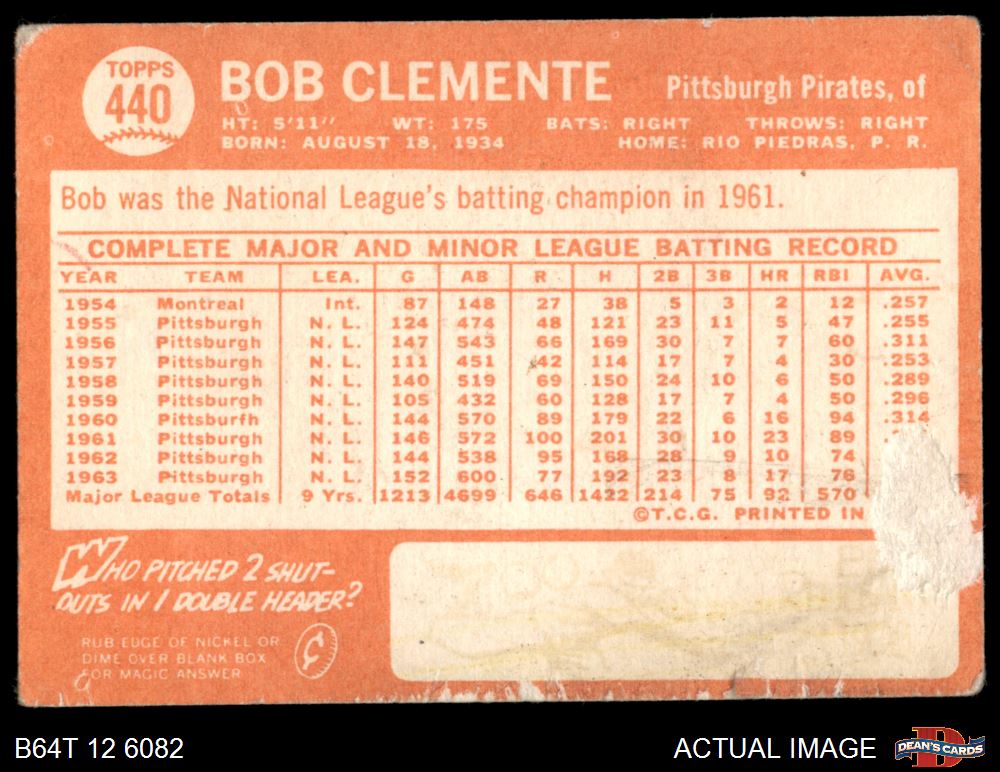 TOPPS
440
BOB CLEMENTE
Pittsburgh Pirates, of
HT: 5'11" WT: 175 BATS: RIGHT THROWS: RIGHT
BORN: AUGUST 18, 1934 HOME: RIO PIEDRAS, P. R.
Bob was the National League's batting champion in 1961.
COMPLETE MAJOR AND MINOR LEAGUE BATTING RECORD
YEAR TEAM LEA. G AB R H 2B 3B HR RBI AVG.
1954 Montreal Int. 87 148 27 38 5 3 2 12 .257
1955 Pittsburgh N. L. 124 474 48 121 23 11 5 47 .255
1956 Pittsburgh N. L. 147 543 66 169 30 7 7 60 .311
1957 Pittsburgh N. L. 111 451 42 114 17 7 4 30 .253
1958 Pittsburgh N. L. 140 519 69 150 24 10 6 50 .289
1959 Pittsburgh N. L. 105 432 60 128 17 7 4 50 .296
1960 Pittsburfh N. L. 144 570 89 179 22 6 16 94 .314
1961 Pittsburgh N. L. 146 572 100 201 30 10 23 89
1962 Pittsburgh N. L. 144 538 95 168 28 9 10 74
1963 Pittsburgh N. L. 152 600 77 192 23 8 17 76
Major League Totals 9 Yrs. 1213 4699 646 1422 214 75 92 570
©T.C.G. PRINTED IN
WHO PITCHED 2 SHUT-
OUTS IN 1 DOUBLE HEADER?
RUB EDGE OF NICKEL OR
DIME OVER BLANK BOX
FOR MAGIC ANSWER
¢
B64T 12 6082
ACTUAL IMAGE
D
DEAN'S CARDS